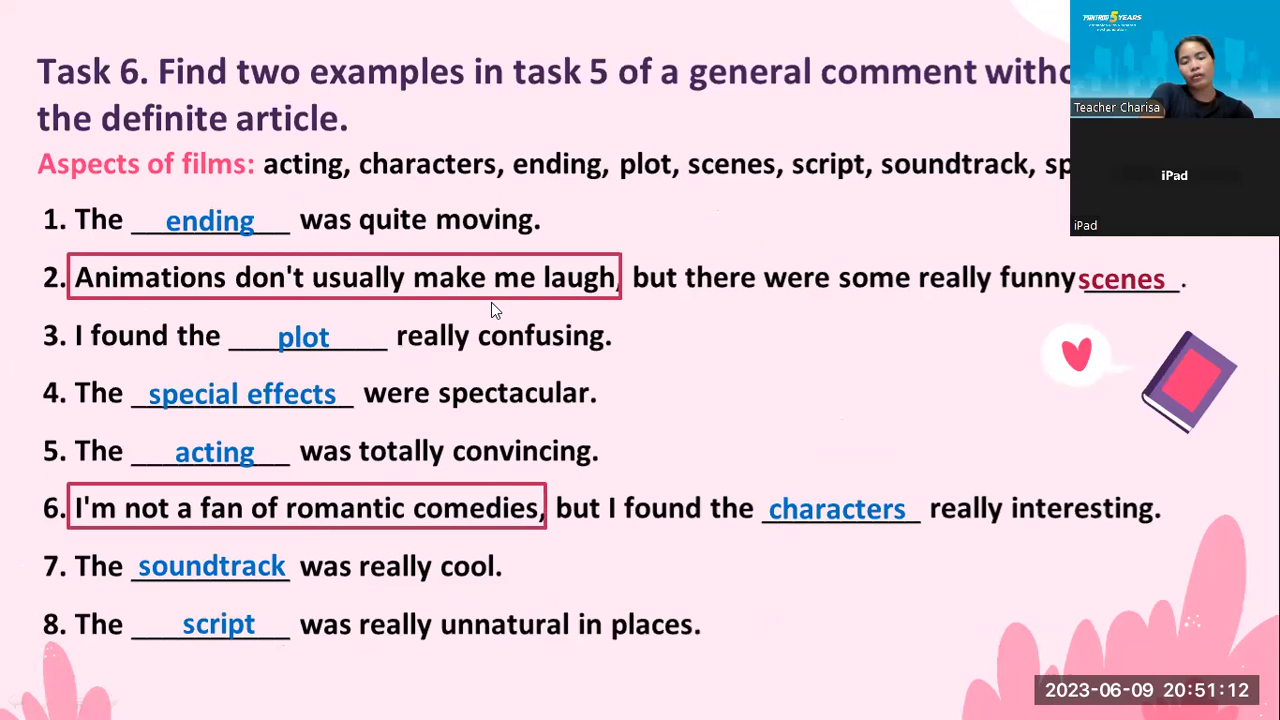 Task 6. Find two examples in task 5 of a general comment witho
the definite article.
Aspects of films: acting, characters, ending, plot, scenes, script, soundtrack, sp
1. The ending was quite moving.
2. Animations don't usually make me laugh, but there were some really funny scenes.
3. I found the plot really confusing.
4. The special effects were spectacular.
5. The acting was totally convincing.
6. I'm not a fan of romantic comedies, but I found the characters really interesting.
7. The soundtrack was really cool.
8. The script was really unnatural in places.
5 YEARS
Teacher Charisa
iPad
iPad
2023-06-09 20:51:12